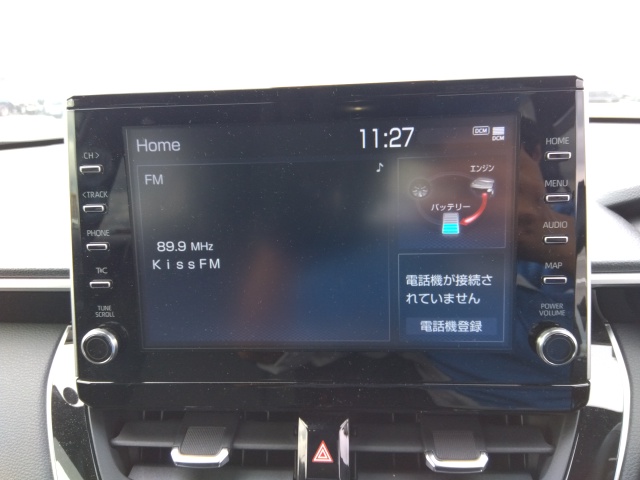 Home
11:27
DCM
FM
♪
89.9 MHz
KissFM
エンジン
バッテリー
電話機が接続さ
れていません
電話機登録
CH>
<TRACK
PHONE
TUNE
SCROLL
HOME
MENU
AUDIO
MAP
POWER
VOLUME